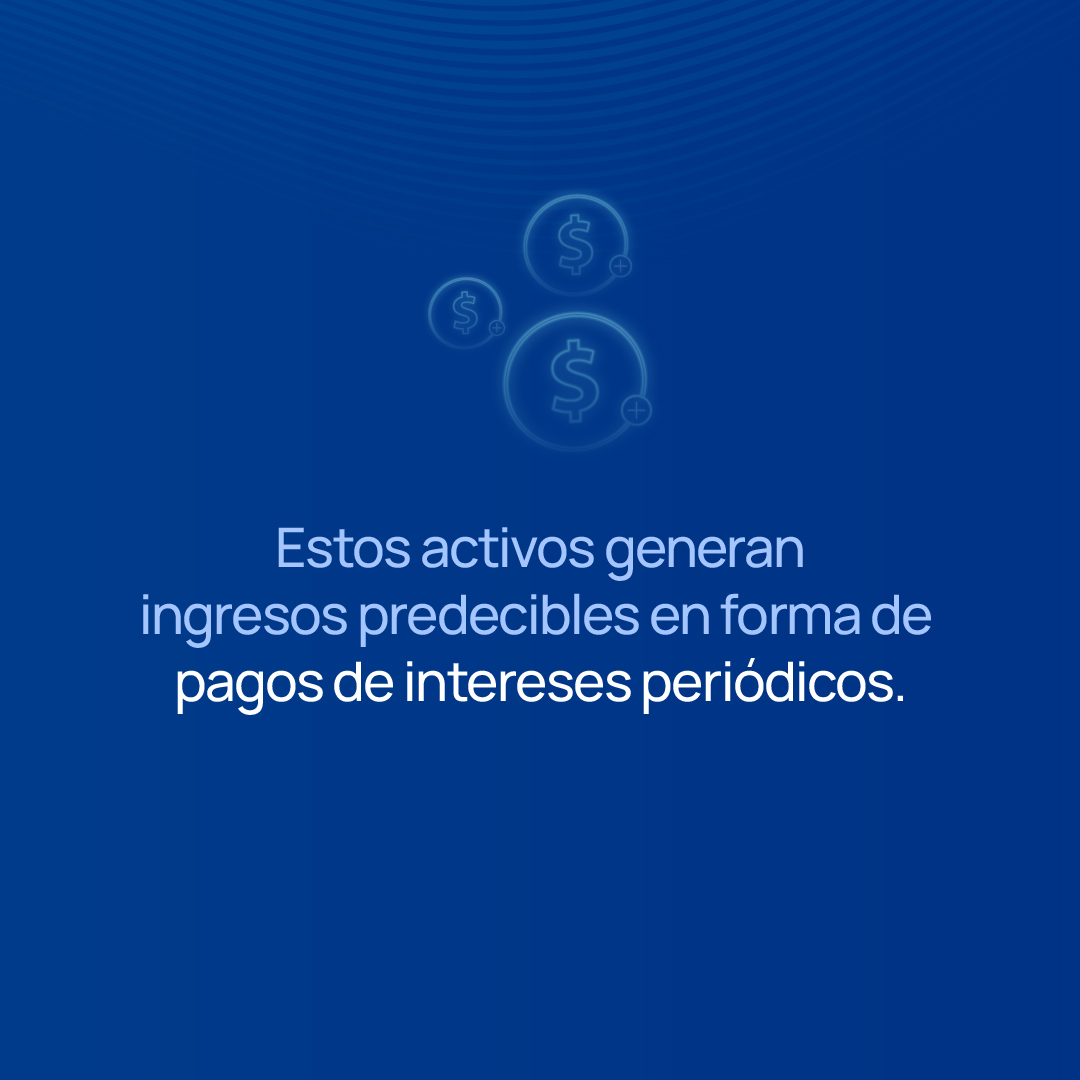 $
$
$
Estos activos generan
ingresos predecibles en forma de
pagos de intereses periódicos.